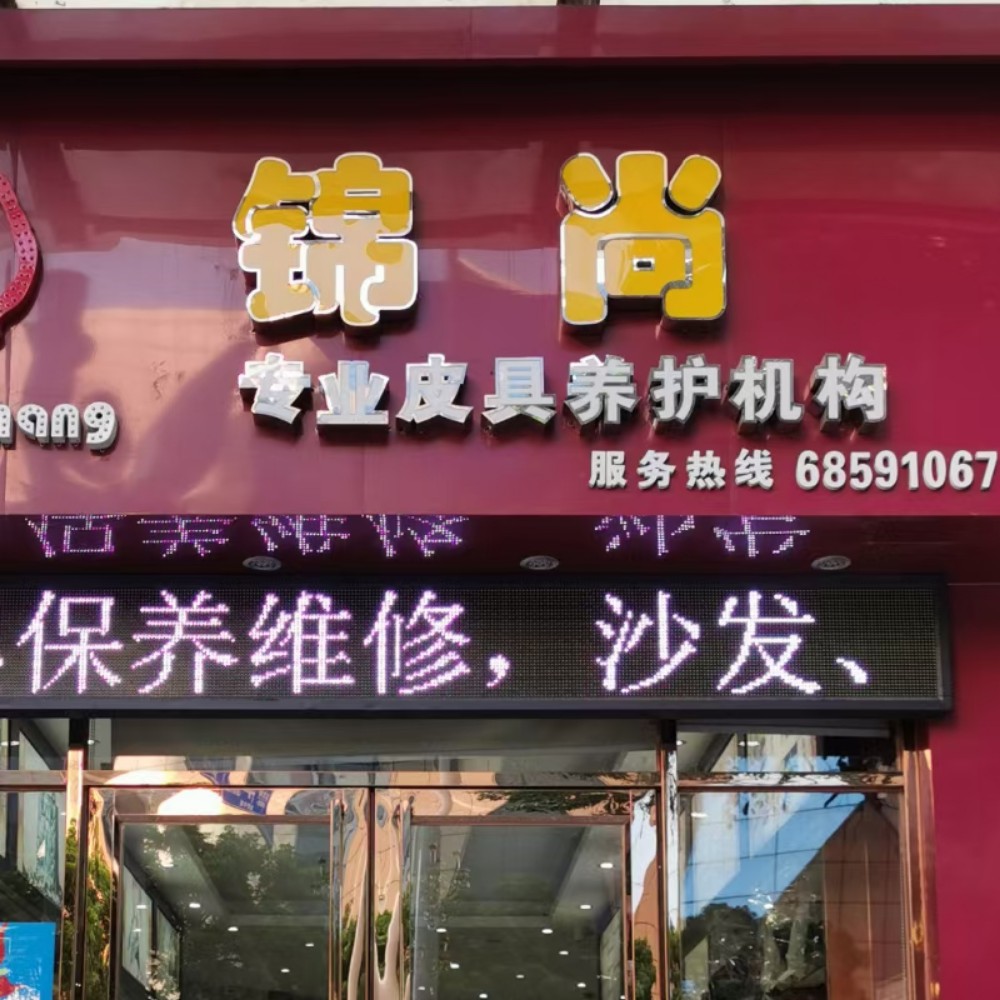 锦尚
专业皮具养护机构
hang
服务热线 68591067
保养维修，沙发、